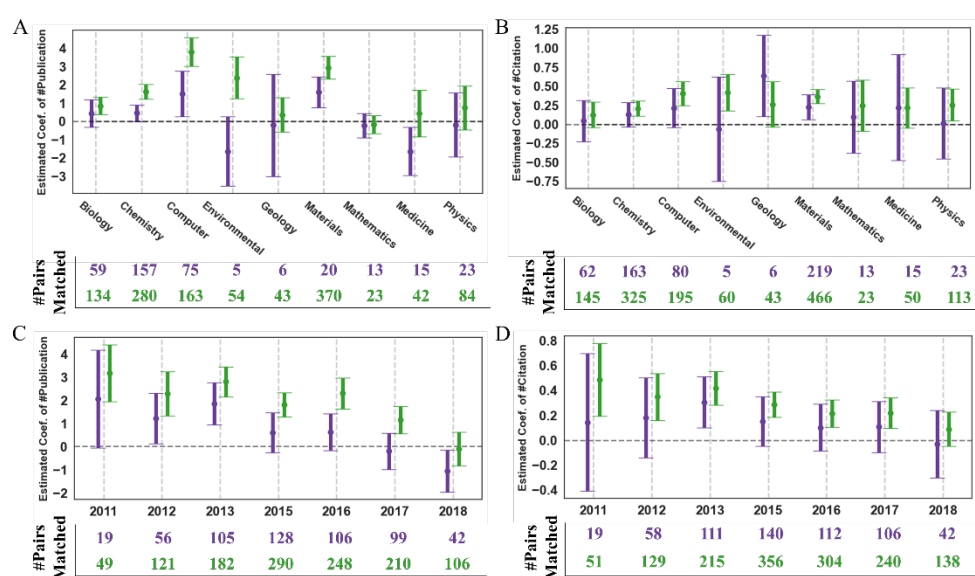 A
Estimated Coef. of #Publication
4
3
2
1
0
−1
−2
−3
Biology
Chemistry
Computer
Environmental
Geology
Materials
Mathematics
Medicine
Physics
#Pairs
Matched
59 157 75 5 6 20 13 15 23
134 280 163 54 43 370 23 42 84
B
Estimated Coef. of #Citation
1.25
1.00
0.75
0.50
0.25
0.00
−0.25
−0.50
−0.75
Biology
Chemistry
Computer
Environmental
Geology
Materials
Mathematics
Medicine
Physics
#Pairs
Matched
62 163 80 5 6 219 13 15 23
145 325 195 60 43 466 23 50 113
C
Estimated Coef. of #Publication
4
3
2
1
0
−1
−2
2011 2012 2013 2015 2016 2017 2018
#Pairs
Matched
19 56 105 128 106 99 42
49 121 182 290 248 210 106
D
Estimated Coef. of #Citation
0.8
0.6
0.4
0.2
0.0
−0.2
−0.4
2011 2012 2013 2015 2016 2017 2018
#Pairs
Matched
19 58 111 140 112 106 42
51 129 215 356 304 240 138